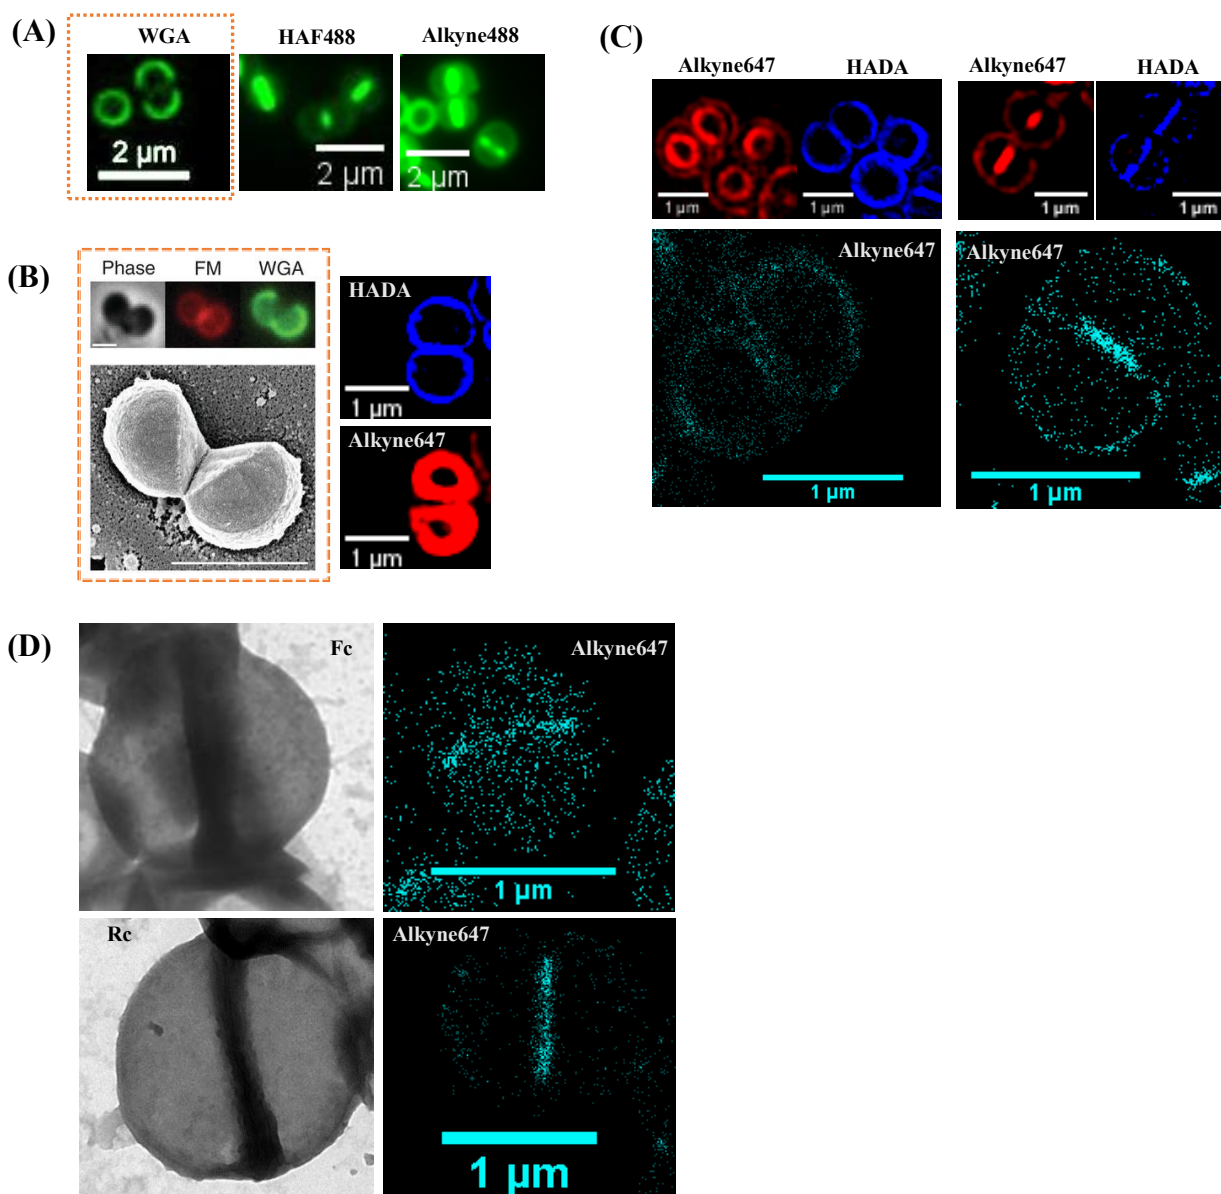 (A)
WGA
HAF488
Alkyne488
2 µm
2 µm
2 µm
(B)
Phase
FM
WGA
HADA
1 µm
Alkyne647
1 µm
(C)
Alkyne647
HADA
Alkyne647
HADA
1 µm
1 µm
1 µm
1 µm
Alkyne647
Alkyne647
1 µm
1 µm
(D)
Fc
Alkyne647
1 µm
Rc
Alkyne647
1 µm